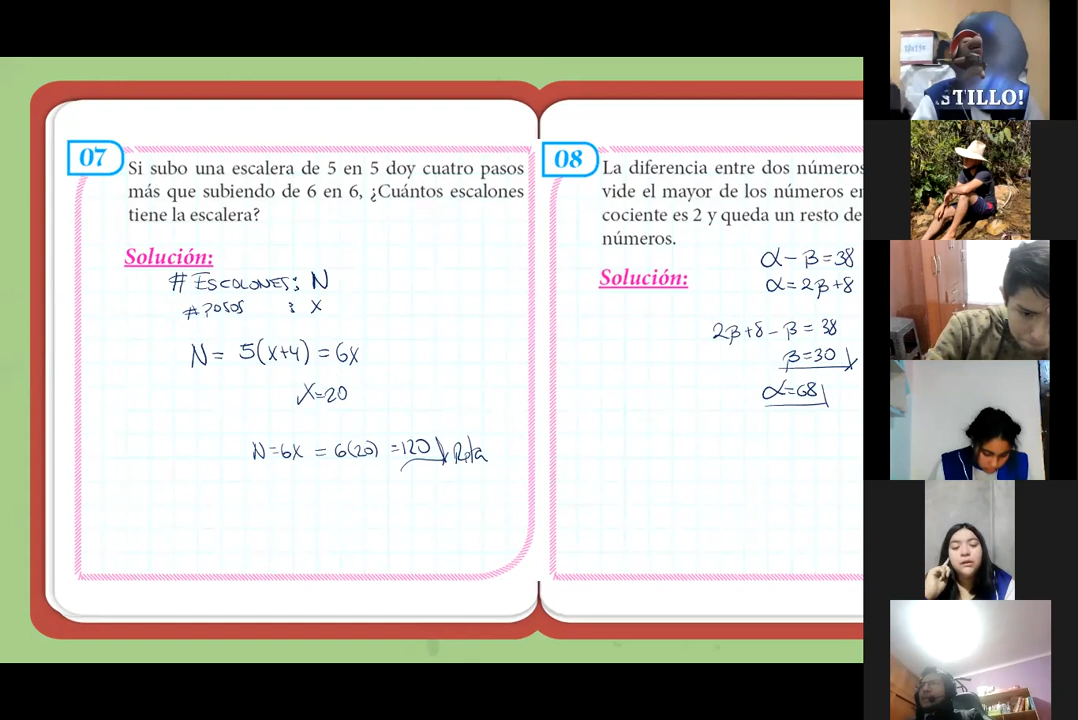 07
Si subo una escalera de 5 en 5 doy cuatro pasos
más que subiendo de 6 en 6, ¿Cuántos escalones
tiene la escalera?
Solución:
# ESCALONES: N
# PASOS : X
N = 5(x+4) = 6x
X=20
N=6X = 6(20) =120 Rpta
08
La diferencia entre dos números
vide el mayor de los números en
cociente es 2 y queda un resto de
números.
Solución:
α - β = 38
α = 2β + 8
2β+8 - β = 38
β=30
α=68
STILLO!